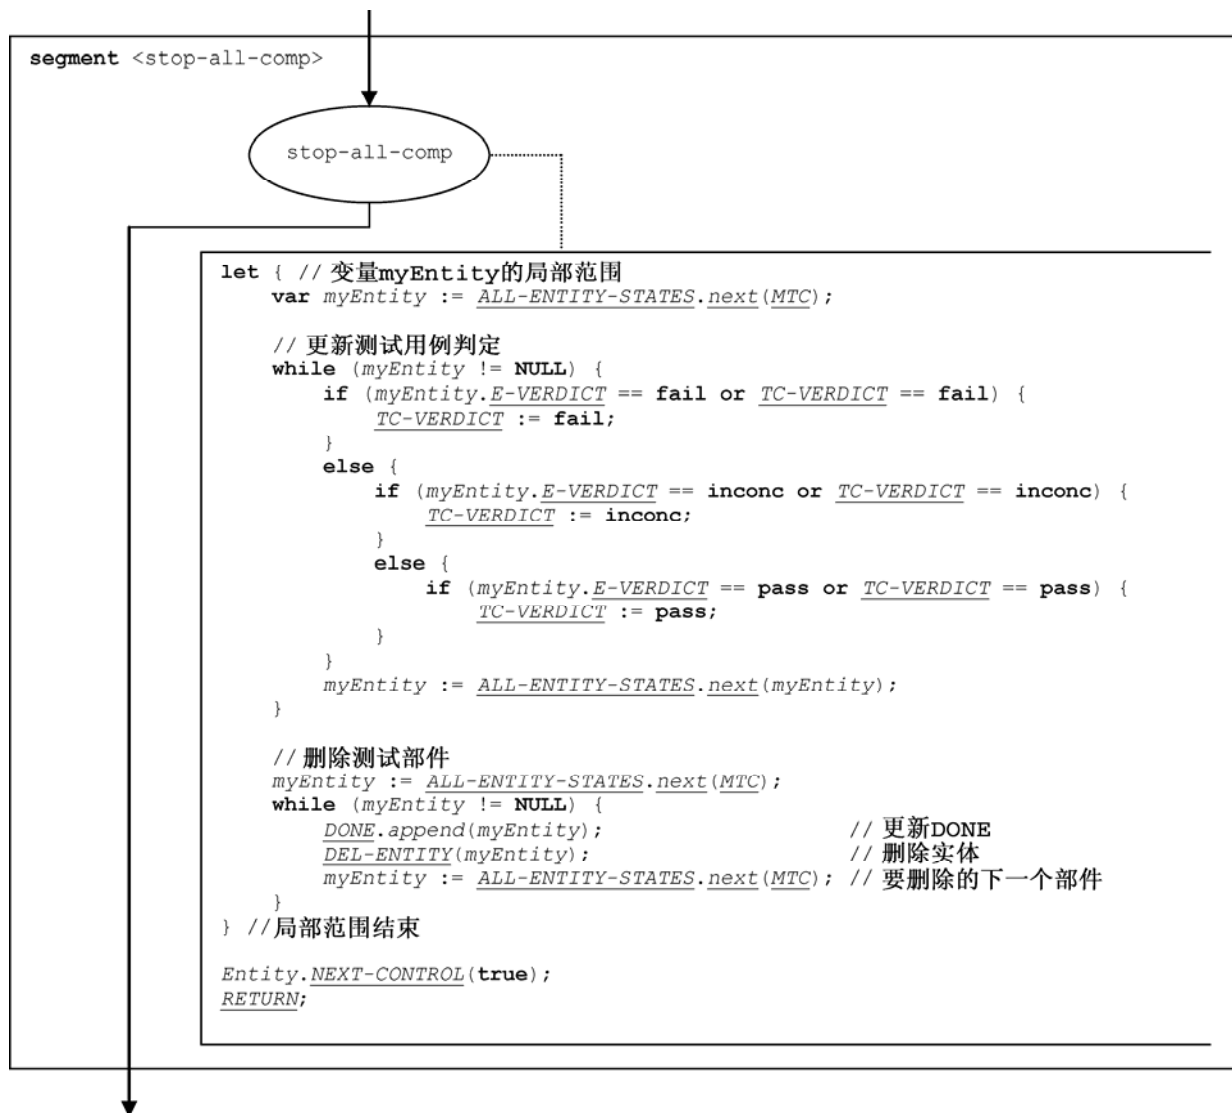 segment <stop-all-comp>
stop-all-comp
let { // 变量myEntity的局部范围
var myEntity := ALL-ENTITY-STATES.next(MTC);
// 更新测试用例判定
while (myEntity != NULL) {
if (myEntity.E-VERDICT == fail or TC-VERDICT == fail) {
TC-VERDICT := fail;
}
else {
if (myEntity.E-VERDICT == inconc or TC-VERDICT == inconc) {
TC-VERDICT := inconc;
}
else {
if (myEntity.E-VERDICT == pass or TC-VERDICT == pass) {
TC-VERDICT := pass;
}
}
myEntity := ALL-ENTITY-STATES.next(myEntity);
}
// 删除测试部件
myEntity := ALL-ENTITY-STATES.next(MTC);
while (myEntity != NULL) {
DONE.append(myEntity); // 更新DONE
DEL-ENTITY(myEntity); // 删除实体
myEntity := ALL-ENTITY-STATES.next(MTC); // 要删除的下一个部件
}
} //局部范围结束
Entity.NEXT-CONTROL(true);
RETURN;